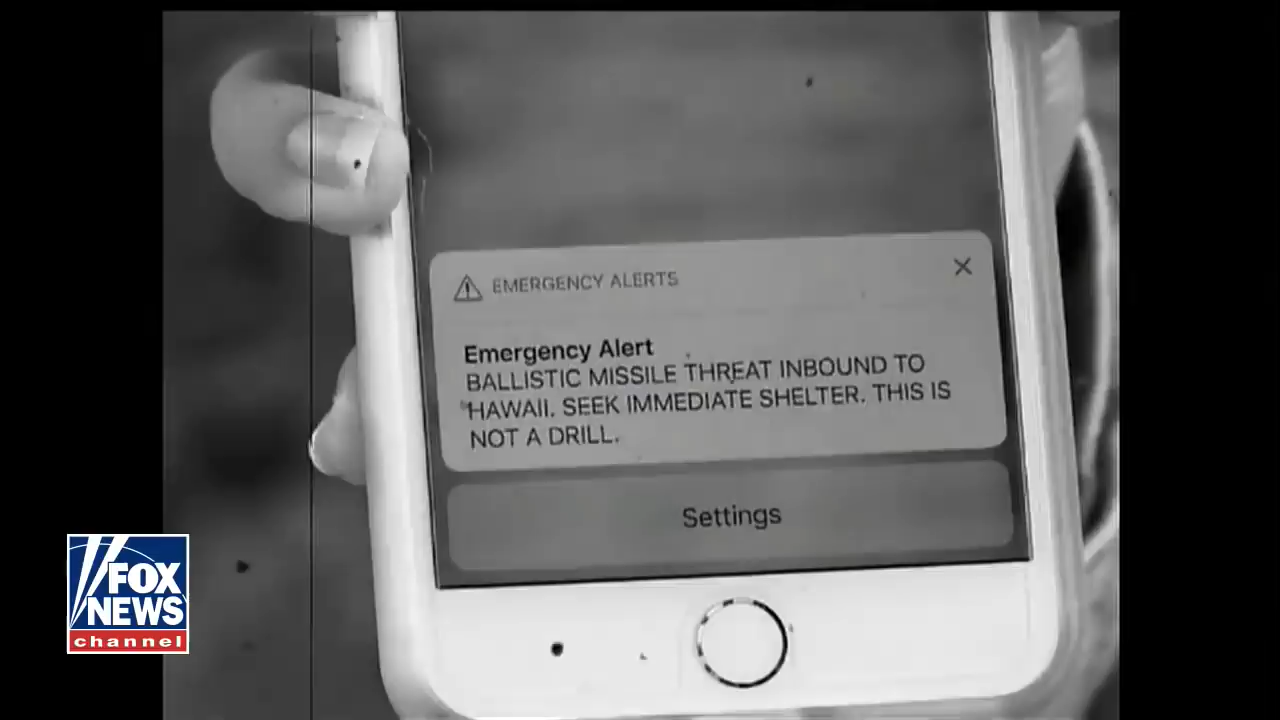 EMERGENCY ALERTS
Emergency Alert
BALLISTIC MISSILE THREAT INBOUND TO
HAWAII. SEEK IMMEDIATE SHELTER. THIS IS
NOT A DRILL.
Settings
FOX
NEWS
channel